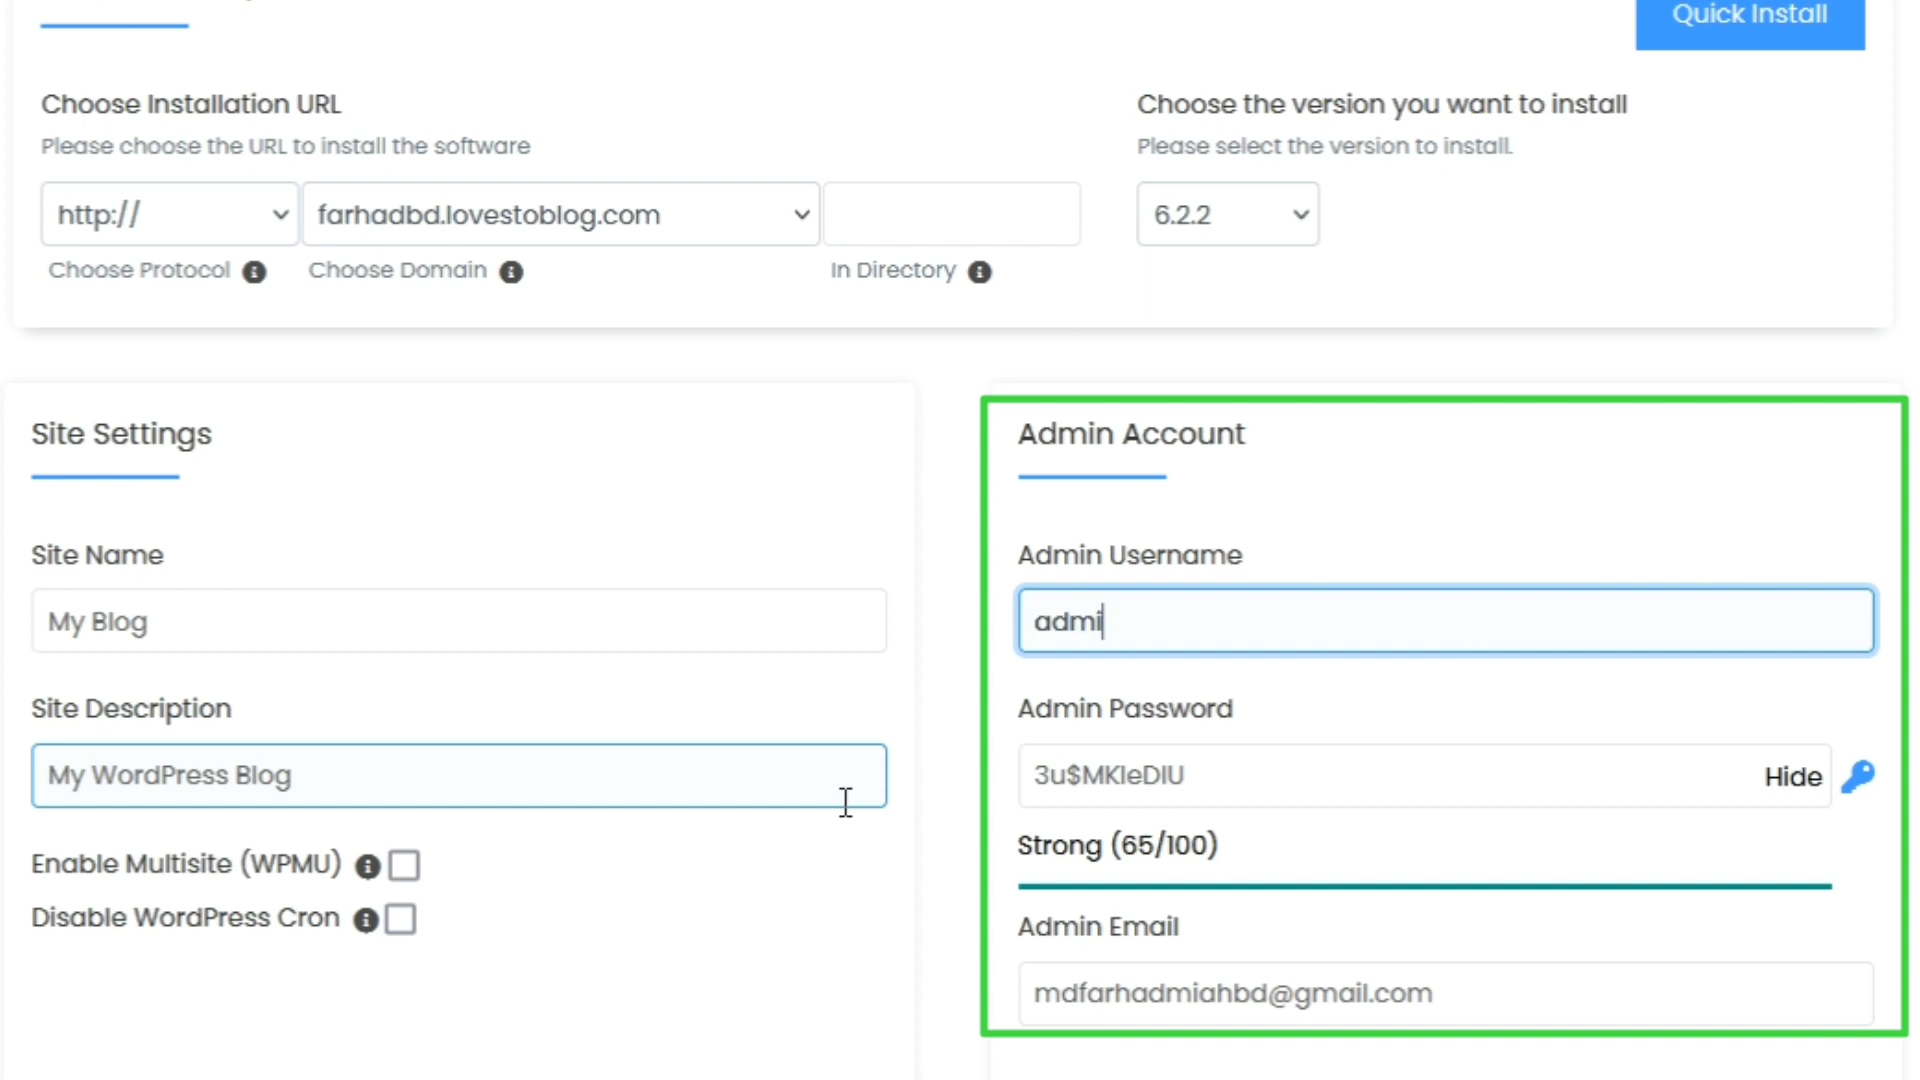 Quick Install
Choose Installation URL
Please choose the URL to install the software
http://
farhadbd.lovestoblog.com
Choose Protocol
Choose Domain
In Directory
Choose the version you want to install
Please select the version to install.
6.2.2
Site Settings
Site Name
My Blog
Site Description
My WordPress Blog
Enable Multisite (WPMU)
Disable WordPress Cron
Admin Account
Admin Username
admi
Admin Password
Hide
Strong (65/100)
Admin Email
mdfarhadmiahbd@gmail.com